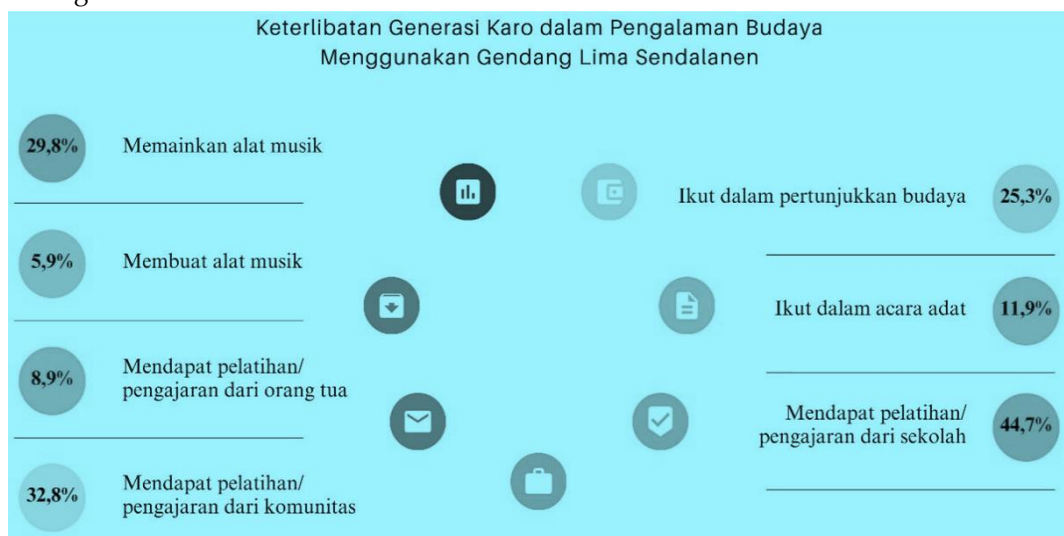 Keterlibatan Generasi Karo dalam Pengalaman Budaya
Menggunakan Gendang Lima Sendalanen
29,8%
Memainkan alat musik
5,9%
Membuat alat musik
8,9%
Mendapat pelatihan/
pengajaran dari orang tua
32,8%
Mendapat pelatihan/
pengajaran dari komunitas
Ikut dalam pertunjukkan budaya
25,3%
Ikut dalam acara adat
11,9%
Mendapat pelatihan/
pengajaran dari sekolah
44,7%